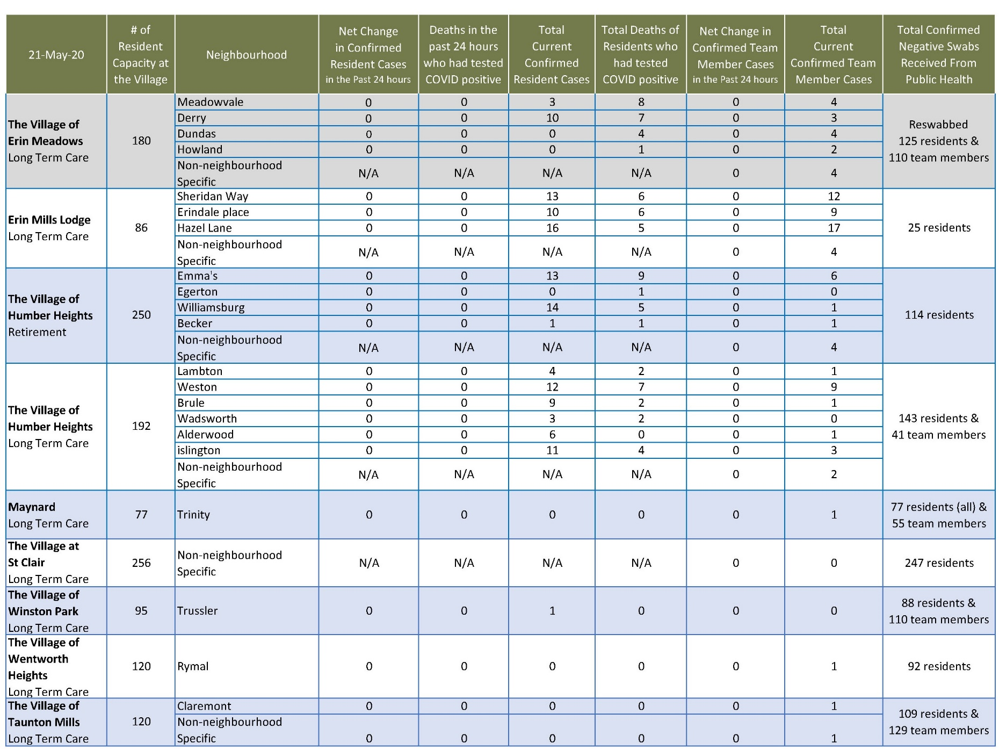 21-May-20
# of
Resident
Capacity at
the Village
Neighbourhood
Net Change
in Confirmed
Resident Cases
in the Past 24 hours
Deaths in the
past 24 hours
who had tested
COVID positive
Total
Current
Confirmed
Resident Cases
Total Deaths of
Residents who
had tested
COVID positive
Net Change in
Confirmed Team
Member Cases
in the Past 24 hours
Total
Current
Confirmed Team
Member Cases
Total Confirmed
Negative Swabs
Received From
Public Health
The Village of
Erin Meadows
Long Term Care
180
Meadowvale 0 0 3 8 0 4
Derry 0 0 10 7 0 3
Dundas 0 0 0 4 0 4
Howland 0 0 0 1 0 2
Non-neighbourhood
Specific
N/A N/A N/A N/A 0 4
Reswabbed
125 residents &
110 team members
Erin Mills Lodge
Long Term Care
86
Sheridan Way 0 0 13 6 0 12
Erindale place 0 0 10 6 0 9
Hazel Lane 0 0 16 5 0 17
Non-neighbourhood
Specific
N/A N/A N/A N/A 0 4
25 residents
The Village of
Humber Heights
Retirement
250
Emma's 0 0 13 9 0 6
Egerton 0 0 0 1 0 0
Williamsburg 0 0 14 5 0 1
Becker 0 0 1 1 0 1
Non-neighbourhood
Specific
N/A N/A N/A N/A 0 4
114 residents
The Village of
Humber Heights
Long Term Care
192
Lambton 0 0 4 2 0 1
Weston 0 0 12 7 0 9
Brule 0 0 9 2 0 1
Wadsworth 0 0 3 2 0 0
Alderwood 0 0 6 0 0 1
islington 0 0 11 4 0 3
Non-neighbourhood
Specific
N/A N/A N/A N/A 0 2
143 residents &
41 team members
Maynard
Long Term Care
77
Trinity 0 0 0 0 0 1
77 residents (all) &
55 team members
The Village at
St Clair
Long Term Care
256
Non-neighbourhood
Specific
N/A N/A N/A N/A 0 0
247 residents
The Village of
Winston Park
Long Term Care
95
Trussler 0 0 1 0 0 0
88 residents &
110 team members
The Village of
Wentworth
Heights
Long Term Care
120
Rymal 0 0 0 0 0 1
92 residents
The Village of
Taunton Mills
Long Term Care
120
Claremont 0 0 0 0 0 1
Non-neighbourhood
Specific 0 0 0 0 0 1
109 residents &
129 team members